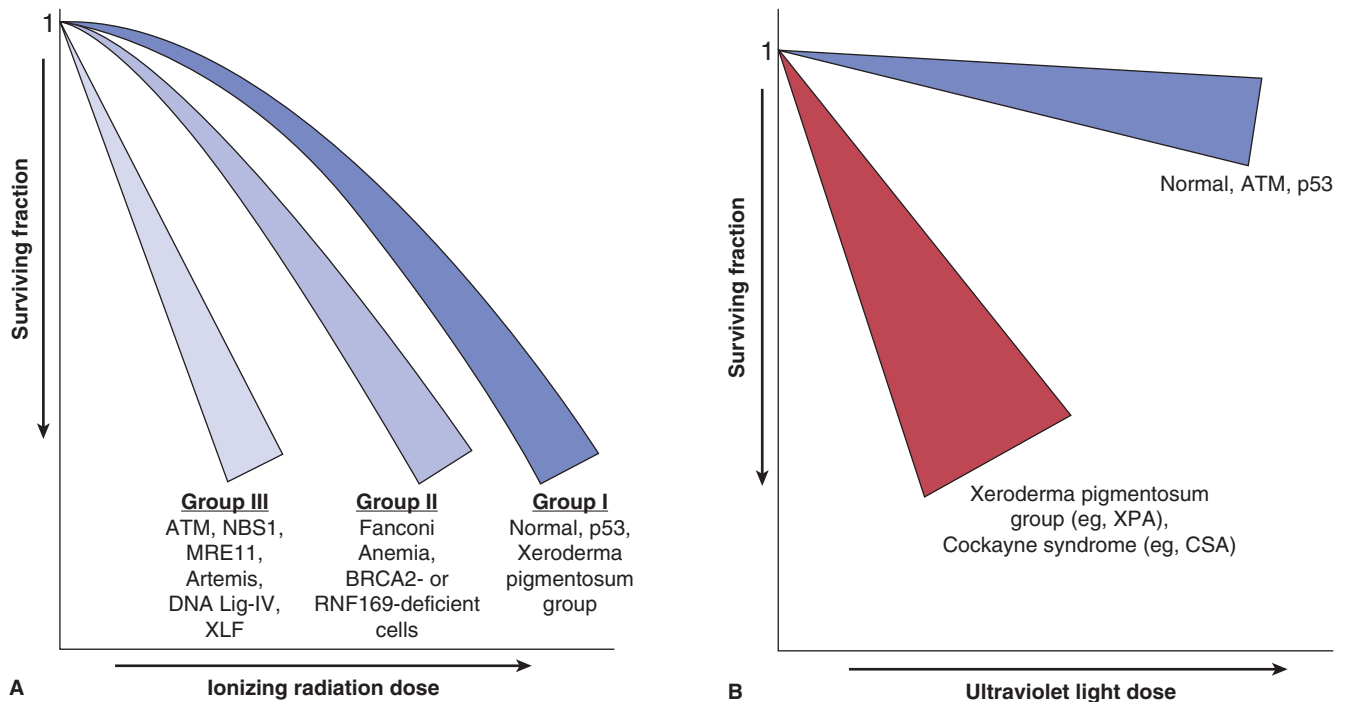 1
Surviving fraction
Group III
ATM, NBS1,
MRE11,
Artemis,
DNA Lig-IV,
XLF
Group II
Fanconi
Anemia,
BRCA2- or
RNF169-deficient
cells
Group I
Normal, p53,
Xeroderma
pigmentosum
group
A
Ionizing radiation dose
1
Surviving fraction
Normal, ATM, p53
Xeroderma pigmentosum
group (eg, XPA),
Cockayne syndrome (eg, CSA)
B
Ultraviolet light dose